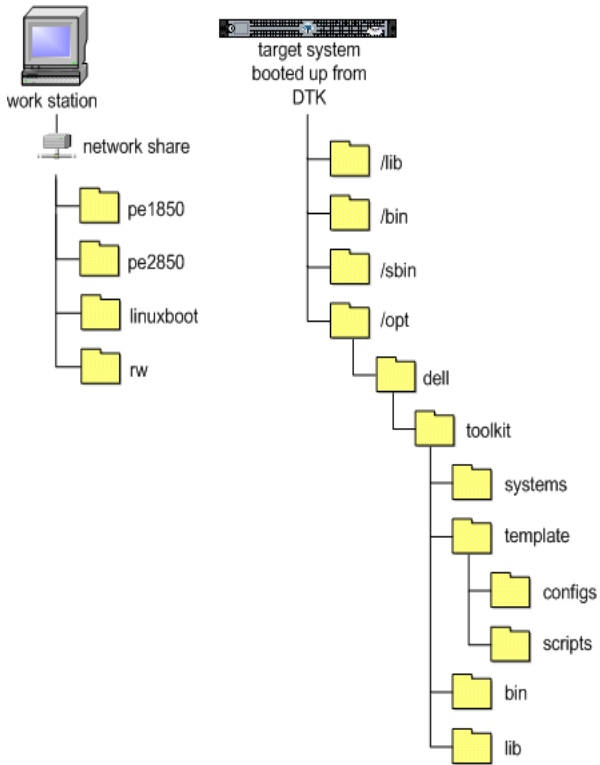 work station
network share
pe1850
pe2850
linuxboot
rw
target system
booted up from
DTK
/lib
/bin
/sbin
/opt
dell
toolkit
systems
template
configs
scripts
bin
lib